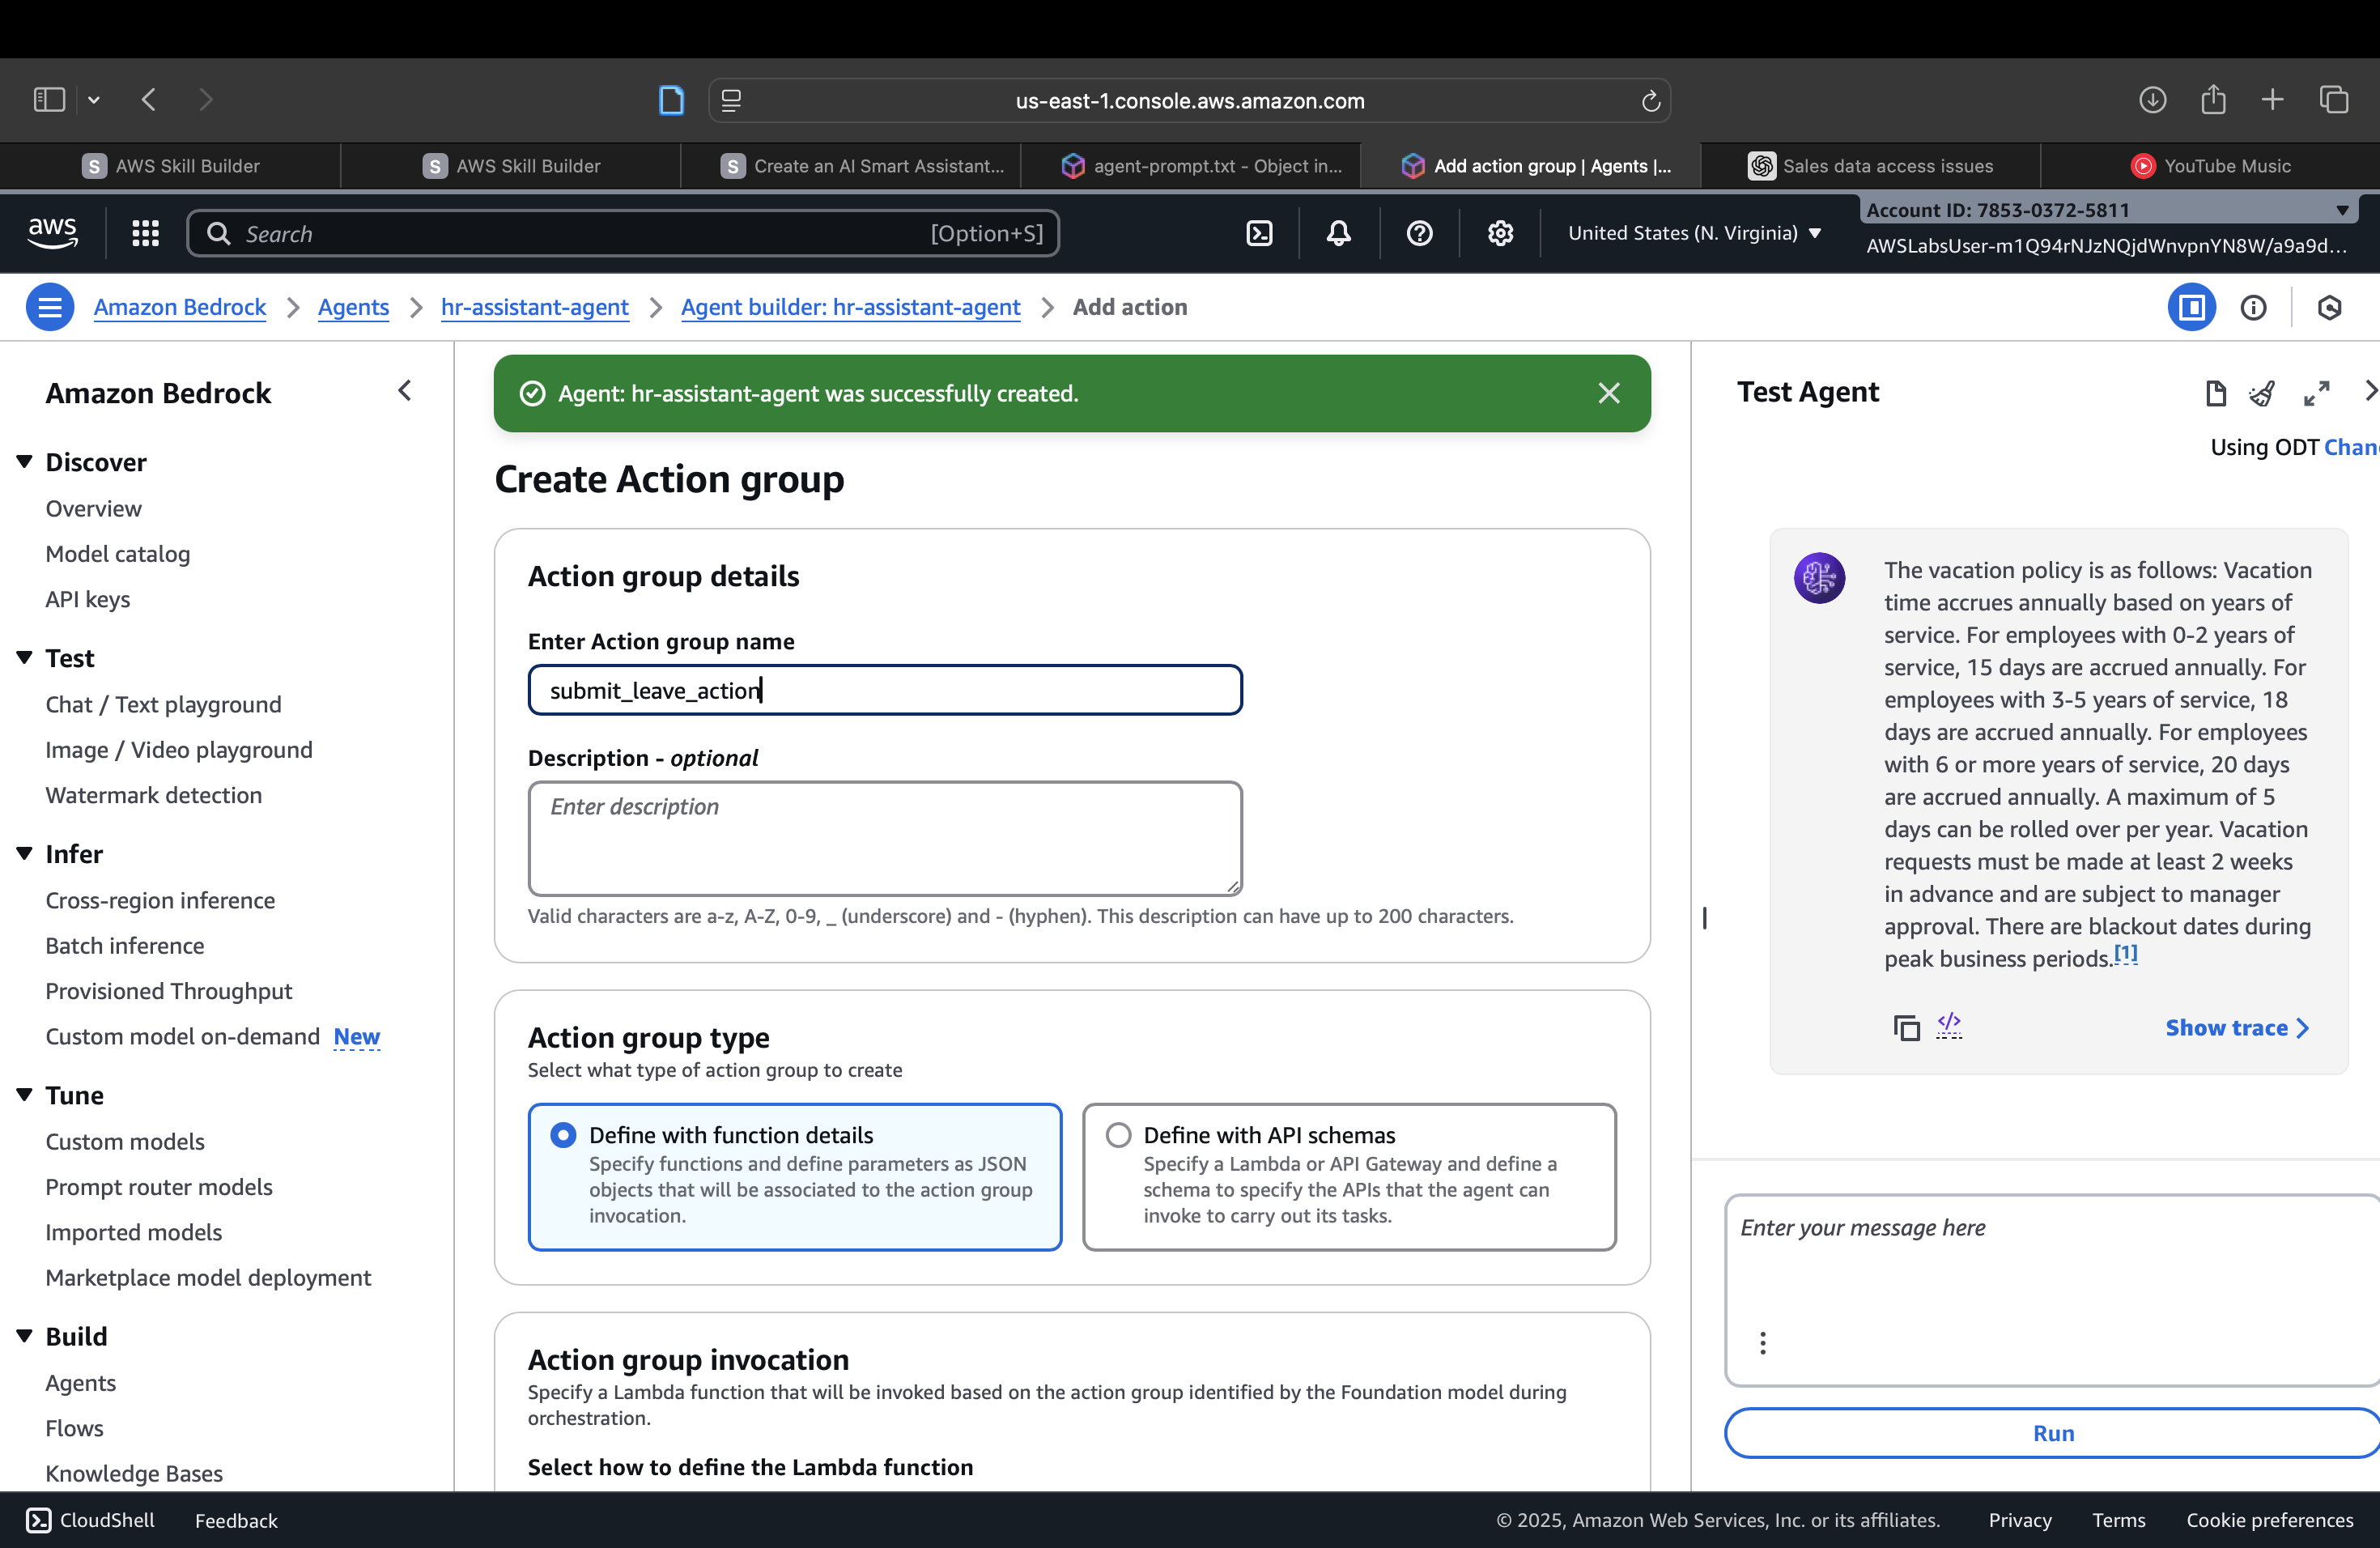 us-east-1.console.aws.amazon.com
S AWS Skill Builder
S AWS Skill Builder
S Create an AI Smart Assistant...
agent-prompt.txt - Object in...
Add action group | Agents |...
Sales data access issues
YouTube Music
aws
Search
[Option+S]
United States (N. Virginia)
Account ID: 7853-0372-5811
AWSLabsUser-m1Q94rNJzNQjdWnvpnYN8W/a9a9d...
Amazon Bedrock
Agents
hr-assistant-agent
Agent builder: hr-assistant-agent
Add action
Amazon Bedrock
Discover
Overview
Model catalog
API keys
Test
Chat / Text playground
Image / Video playground
Watermark detection
Infer
Cross-region inference
Batch inference
Provisioned Throughput
Custom model on-demand New
Tune
Custom models
Prompt router models
Imported models
Marketplace model deployment
Build
Agents
Flows
Knowledge Bases
Agent: hr-assistant-agent was successfully created.
Create Action group
Action group details
Enter Action group name
submit_leave_action
Description - optional
Enter description
Valid characters are a-z, A-Z, 0-9, _ (underscore) and - (hyphen). This description can have up to 200 characters.
Action group type
Select what type of action group to create
Define with function details
Specify functions and define parameters as JSON
objects that will be associated to the action group
invocation.
Define with API schemas
Specify a Lambda or API Gateway and define a
schema to specify the APIs that the agent can
invoke to carry out its tasks.
Action group invocation
Specify a Lambda function that will be invoked based on the action group identified by the Foundation model during
orchestration.
Select how to define the Lambda function
Test Agent
Using ODT Chan
The vacation policy is as follows: Vacation
time accrues annually based on years of
service. For employees with 0-2 years of
service, 15 days are accrued annually. For
employees with 3-5 years of service, 18
days are accrued annually. For employees
with 6 or more years of service, 20 days
are accrued annually. A maximum of 5
days can be rolled over per year. Vacation
requests must be made at least 2 weeks
in advance and are subject to manager
approval. There are blackout dates during
peak business periods.[1]
</>
Show trace
Enter your message here
Run
CloudShell
Feedback
© 2025, Amazon Web Services, Inc. or its affiliates.
Privacy
Terms
Cookie preferences